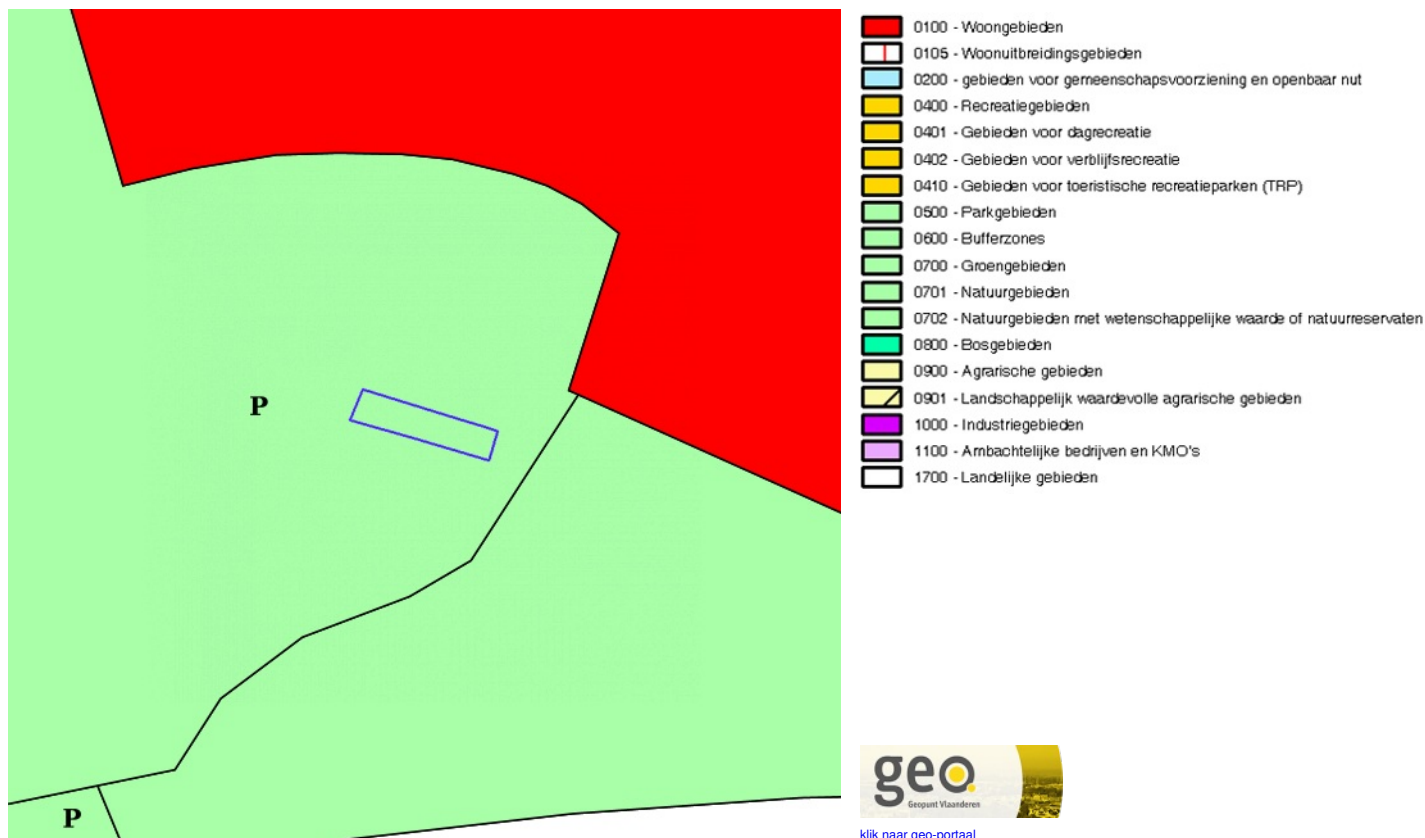 P
P
0100 - Woongebieden
0105 - Woonuitbreidingsgebieden
0200 - gebieden voor gemeenschapsvoorziening en openbaar nut
0400 - Recreatiegebieden
0401 - Gebieden voor dagrecreatie
0402 - Gebieden voor verblijfsrecreatie
0410 - Gebieden voor toeristische recreatieparken (TRP)
0500 - Parkgebieden
0600 - Bufferzones
0700 - Groengebieden
0701 - Natuurgebieden
0702 - Natuurgebieden met wetenschappelijke waarde of natuurreservaten
0800 - Bosgebieden
0900 - Agrarische gebieden
0901 - Landschappelijk waardevolle agrarische gebieden
1000 - Industriegebieden
1100 - Ambachtelijke bedrijven en KMO's
1700 - Landelijke gebieden
geo
Geopunt Vlaanderen
klik naar geo-portaal